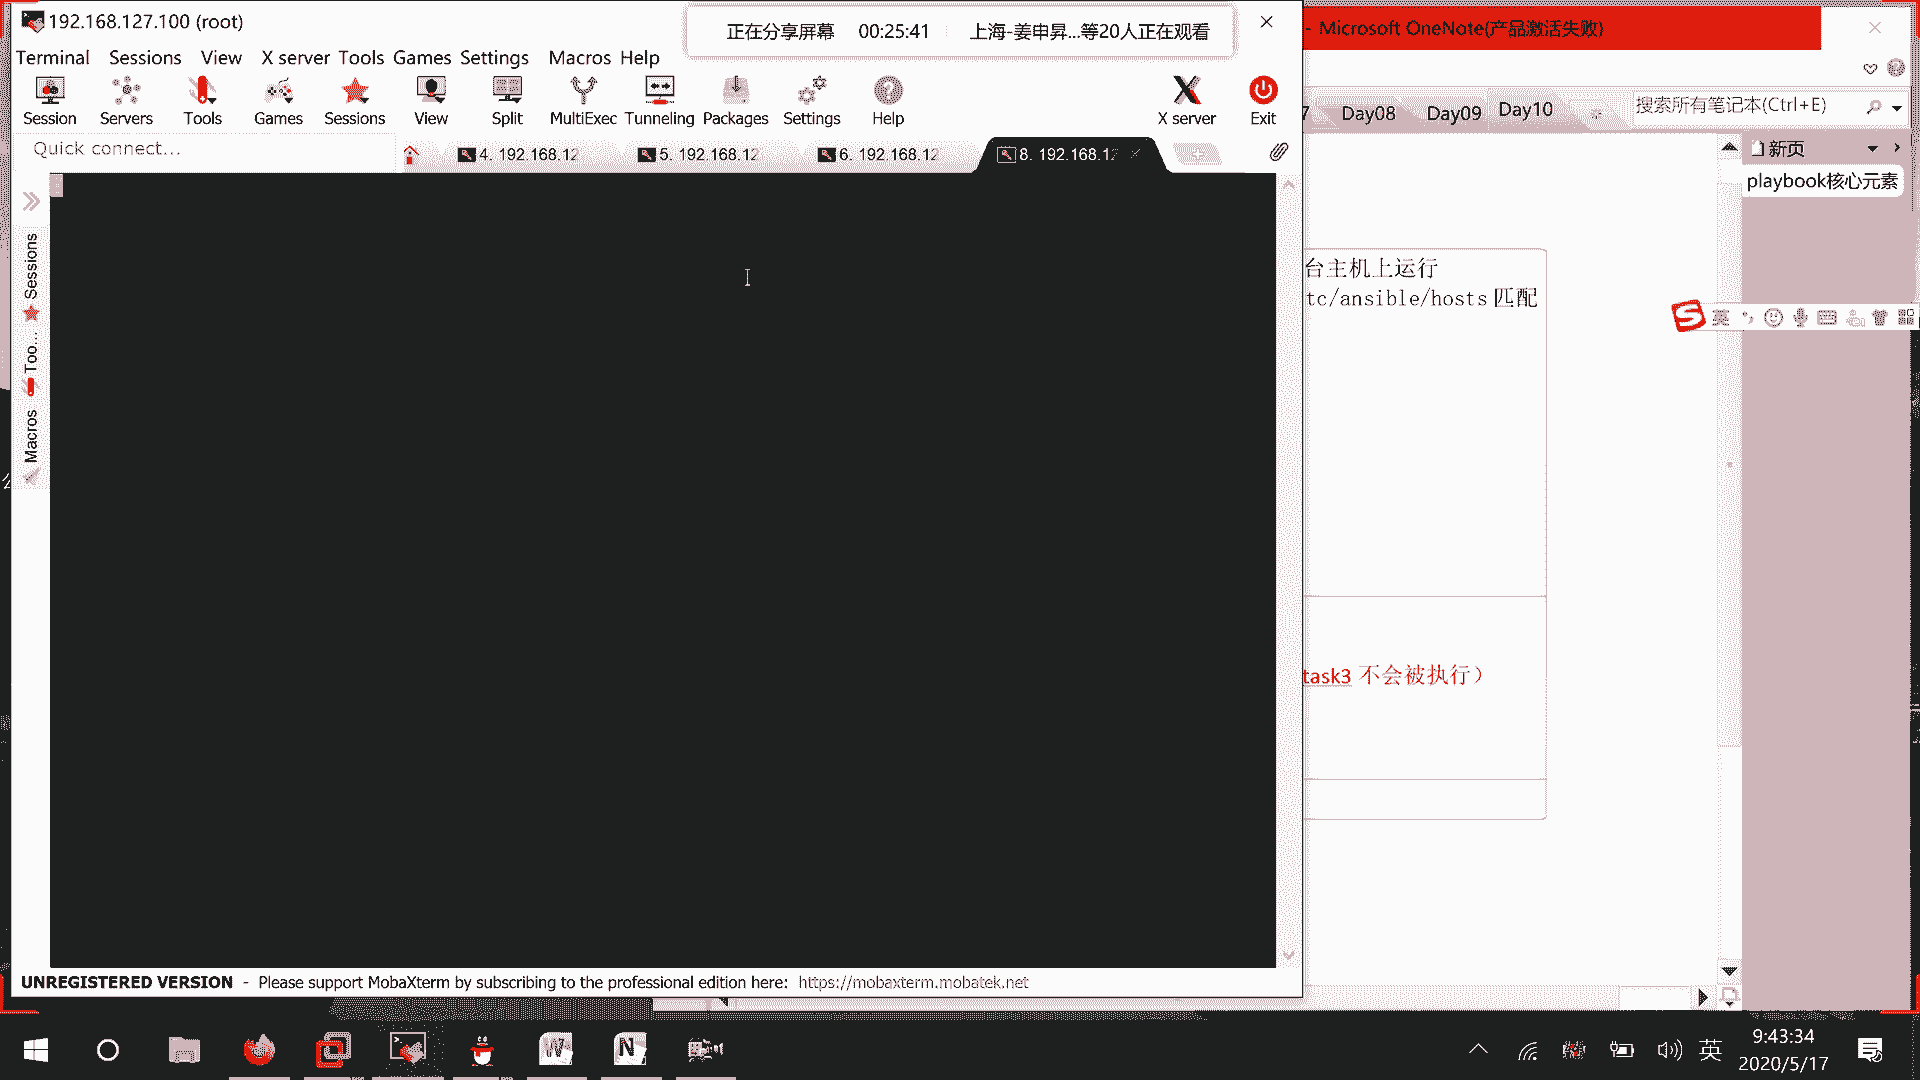 192.168.127.100 (root)
正在分享屏幕 00:25:41 上海-姜申昇...等20人正在观看
- Microsoft OneNote(产品激活失败)
Terminal Sessions View X server Tools Games Settings Macros Help
Session Servers Tools Games Sessions View Split MultiExec Tunneling Packages Settings Help X server Exit
7 Day08 Day09 Day10 搜索所有笔记本(Ctrl+E)
Quick connect...
4. 192.168.12 5. 192.168.12 6. 192.168.12 8. 192.168.12
新页
playbook核心元素
Sessions
Too...
Macros
台主机上运行
tc/ansible/hosts 匹配
英
task3 不会被执行）
UNREGISTERED VERSION - Please support MobaXterm by subscribing to the professional edition here: https://mobaxterm.mobatek.net
英
9:43:34
2020/5/17